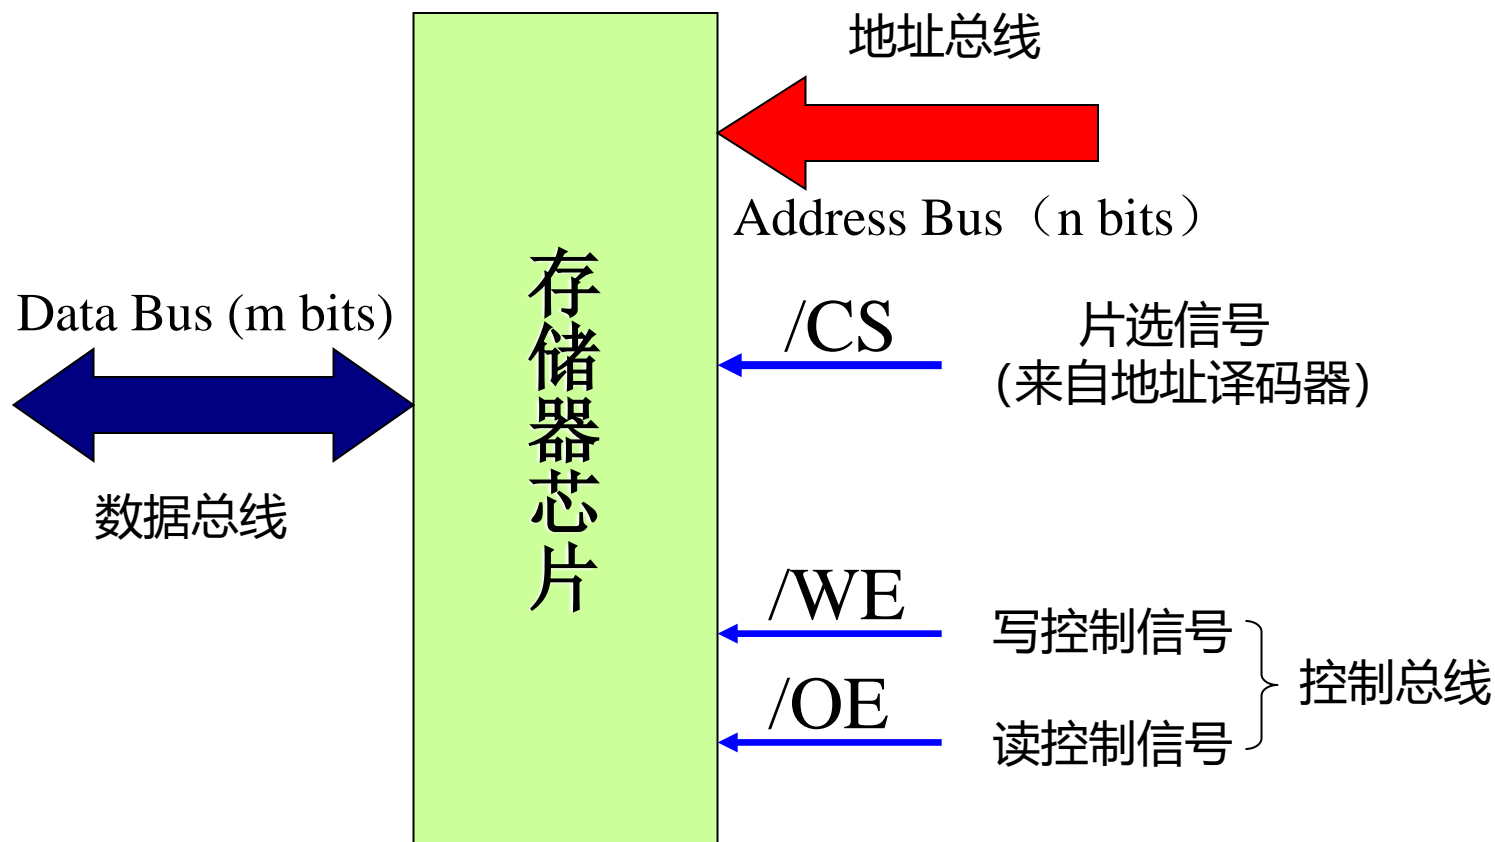 地址总线
Address Bus（n bits）
Data Bus (m bits)
数据总线
存储器芯片
/CS
片选信号
（来自地址译码器）
/WE
写控制信号
/OE
读控制信号
控制总线